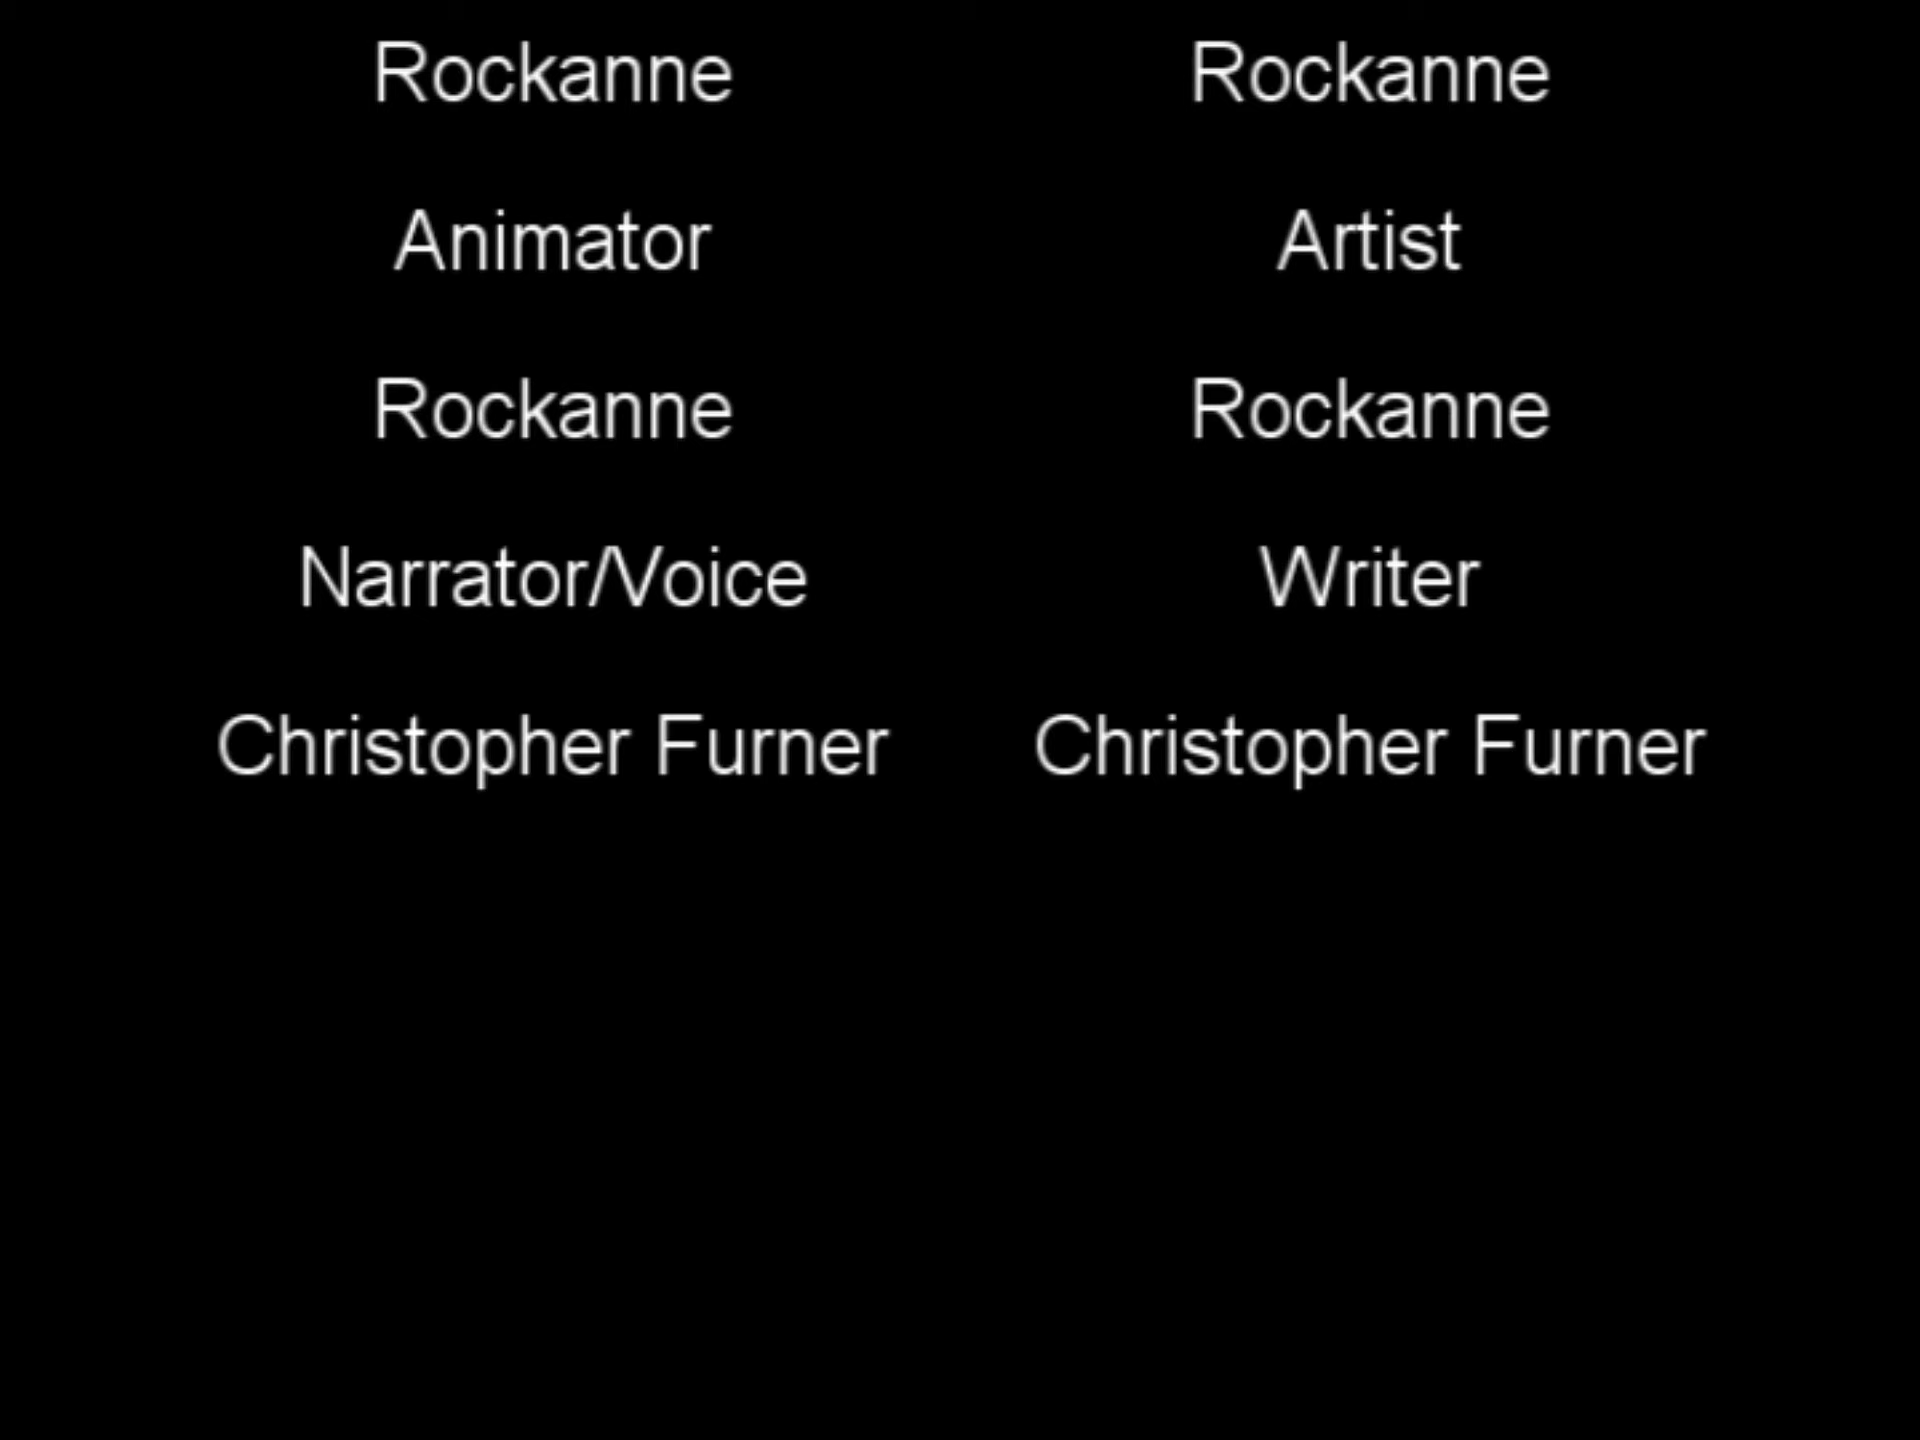 Rockanne Rockanne
Animator Artist
Rockanne Rockanne
Narrator/Voice Writer
Christopher Furner Christopher Furner